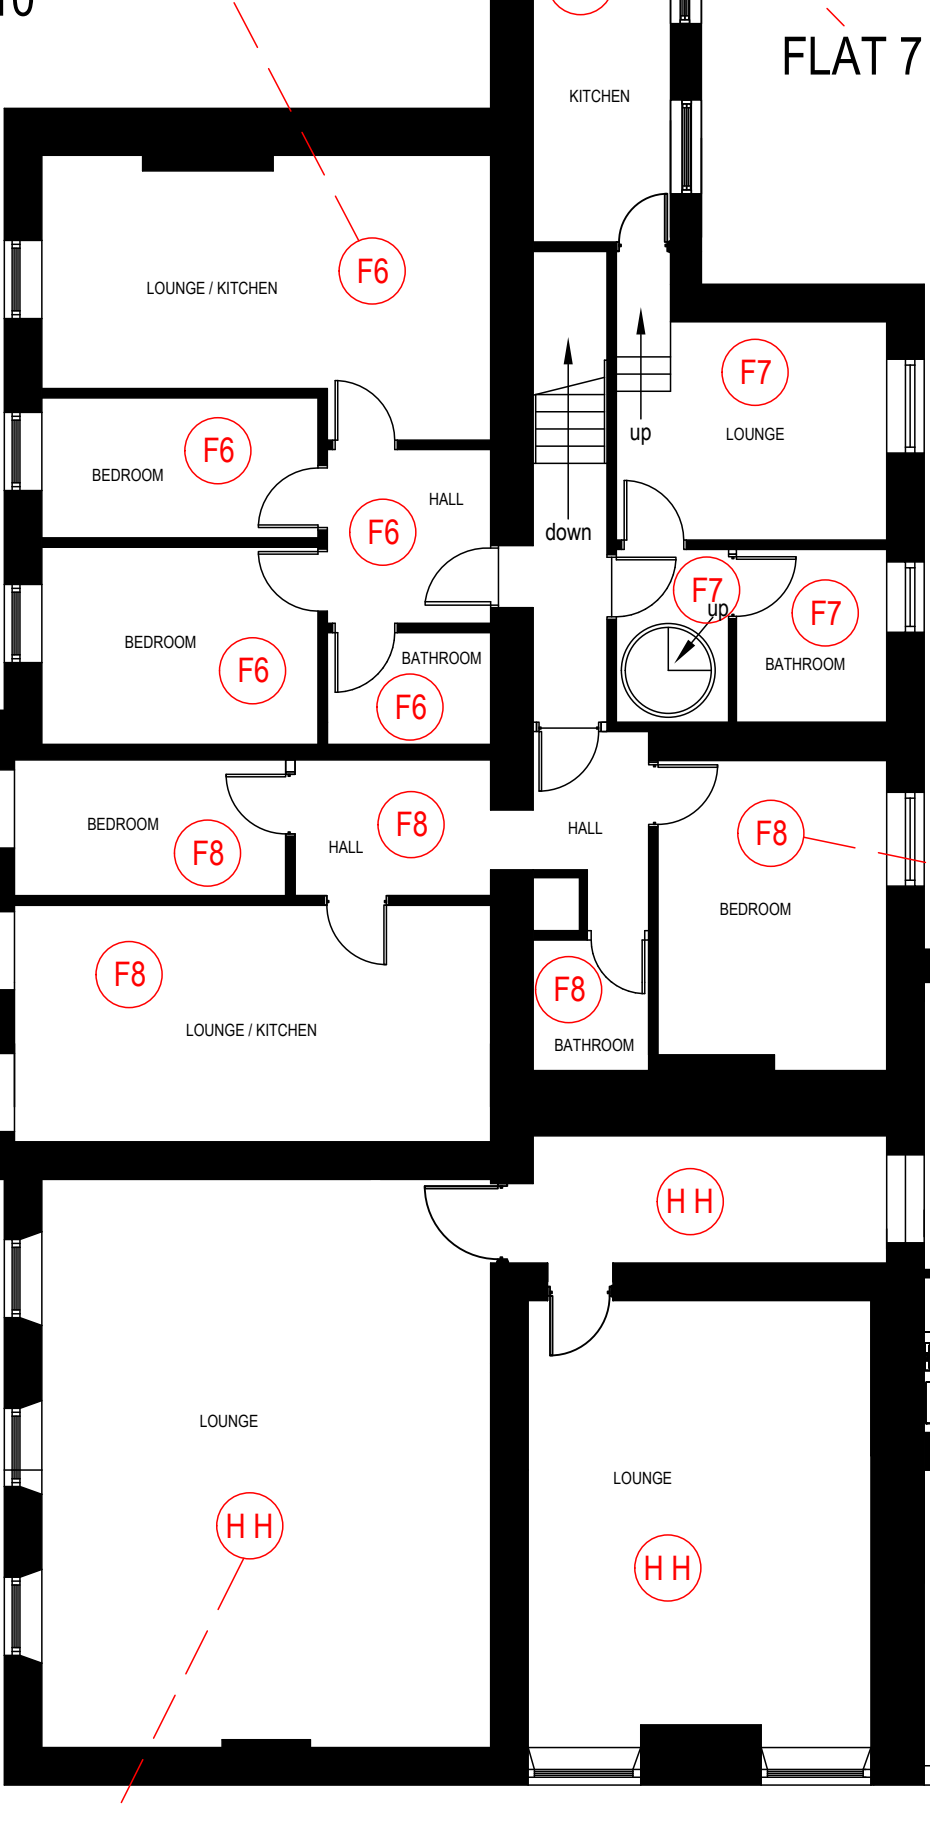 10
FLAT 7
KITCHEN
F6
LOUNGE / KITCHEN
F7
LOUNGE
up
F6
BEDROOM
HALL
F6
down
F7
up
F7
BATHROOM
BEDROOM
F6
BATHROOM
F6
BEDROOM
F8
HALL
F8
HALL
F8
BEDROOM
F8
LOUNGE / KITCHEN
F8
BATHROOM
H H
LOUNGE
H H
LOUNGE
H H